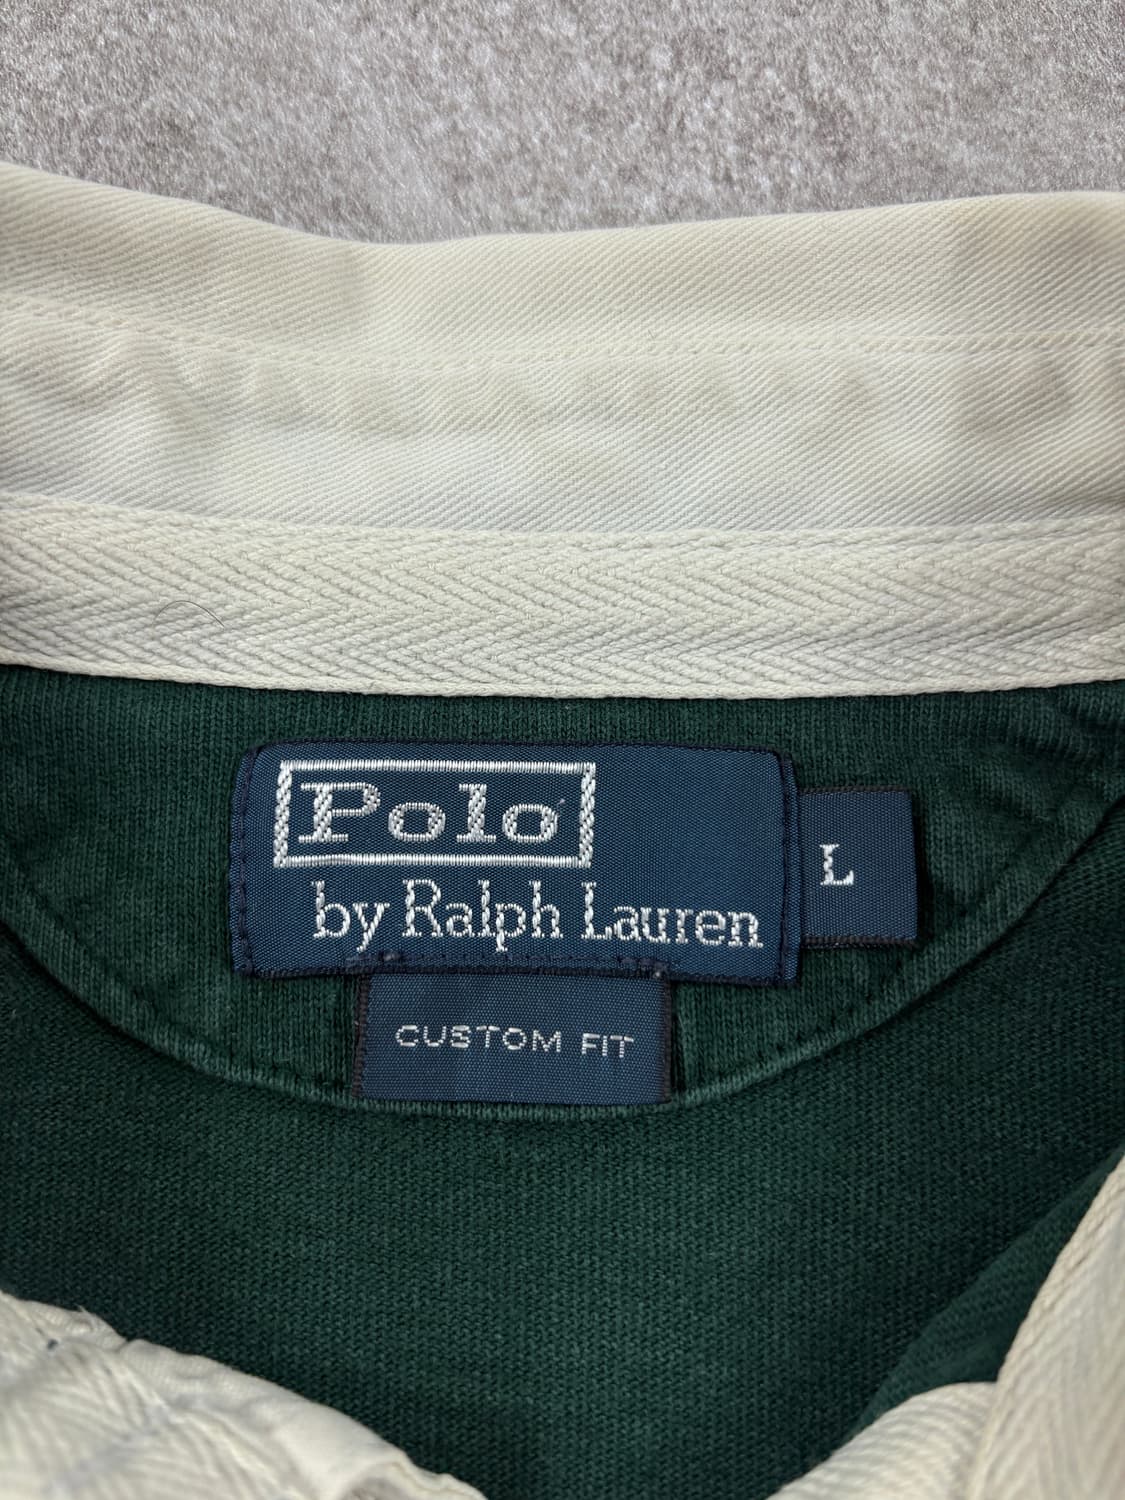 Polo
by Ralph Lauren
L
CUSTOM FIT